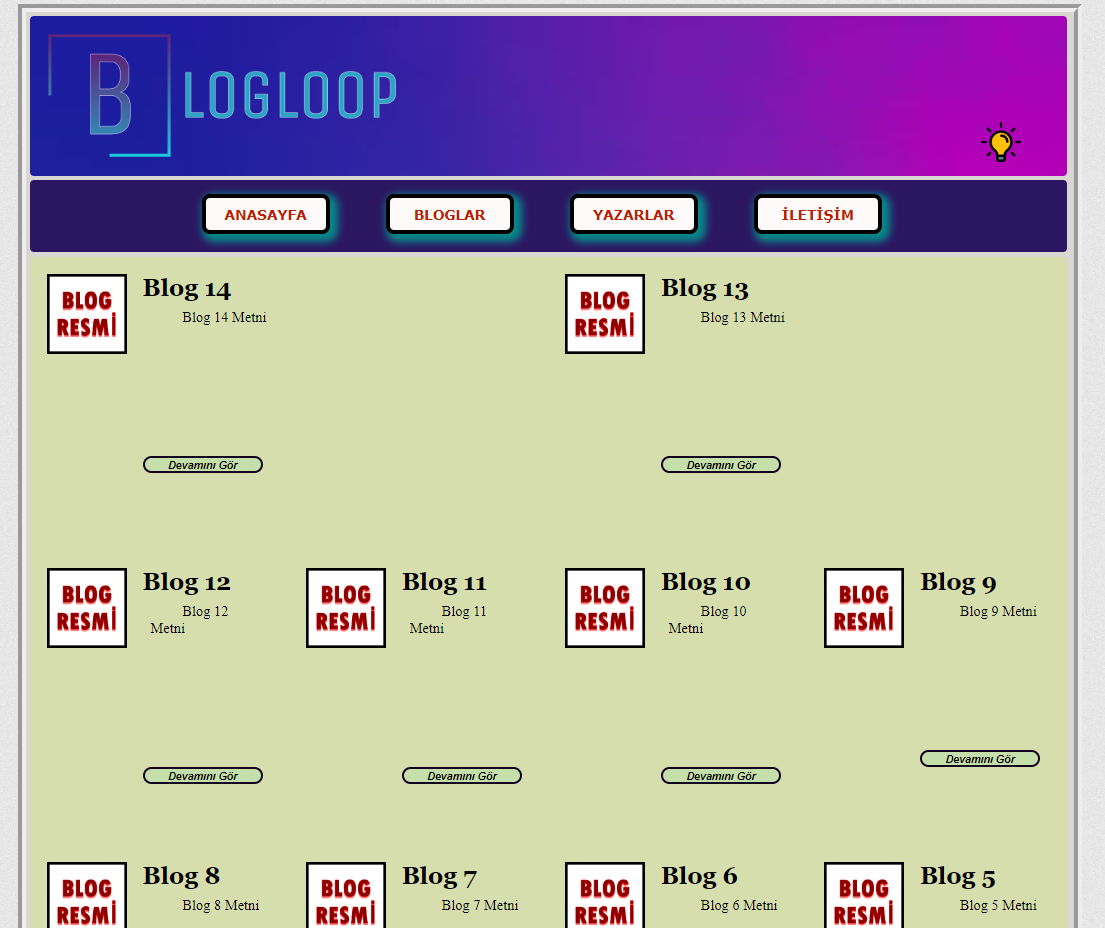 BLOGLOOP
ANASAYFA BLOGLAR YAZARLAR İLETİŞİM
BLOG
RESMİ
Blog 14
Blog 14 Metni
Devamını Gör
BLOG
RESMİ
Blog 13
Blog 13 Metni
Devamını Gör
BLOG
RESMİ
Blog 12
Blog 12
Metni
Devamını Gör
BLOG
RESMİ
Blog 11
Blog 11
Metni
Devamını Gör
BLOG
RESMİ
Blog 10
Blog 10
Metni
Devamını Gör
BLOG
RESMİ
Blog 9
Blog 9 Metni
Devamını Gör
BLOG
RESMİ
Blog 8
Blog 8 Metni
BLOG
RESMİ
Blog 7
Blog 7 Metni
BLOG
RESMİ
Blog 6
Blog 6 Metni
BLOG
RESMİ
Blog 5
Blog 5 Metni